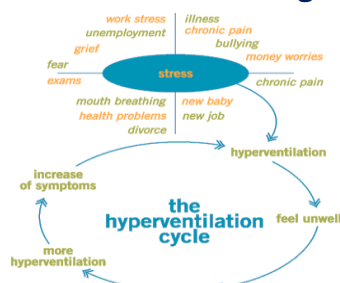 work stress
illness
unemployment
chronic pain
grief
bullying
fear
money worries
stress
exams
chronic pain
mouth breathing
new baby
health problems
new job
divorce
hyperventilation
increase
of symptoms
the
hyperventilation
cycle
feel unwell
more
hyperventilation